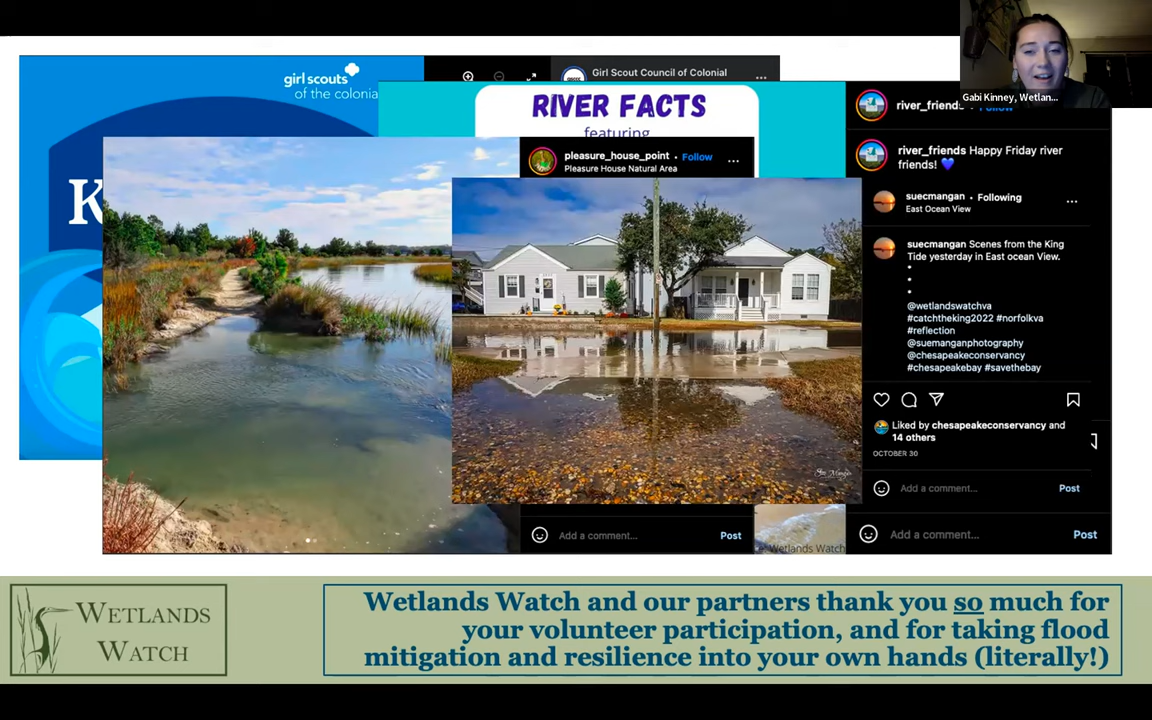 girl scouts
of the colonia
K
Girl Scout Council of Colonial
...
RIVER FACTS
featuring
pleasure_house_point • Follow
...
Pleasure House Natural Area
Add a comment...
Post
Wetlands Watch
river_friends
Follow
river_friends Happy Friday river
friends! 💙
suecmangan • Following
...
East Ocean View
suecmangan Scenes from the King
Tide yesterday in East ocean View.
•
•
•
@wetlandswatchva
#catchtheking2022 #norfolkva
#reflection
@suemanganphotography
@chesapeakeconservancy
#chesapeakebay #savethebay
Liked by chesapeakeconservancy and
14 others
OCTOBER 30
Add a comment...
Post
Add a comment...
Post
Gabi Kinney, Wetlan...
WETLANDS
WATCH
Wetlands Watch and our partners thank you so much for
your volunteer participation, and for taking flood
mitigation and resilience into your own hands (literally!)